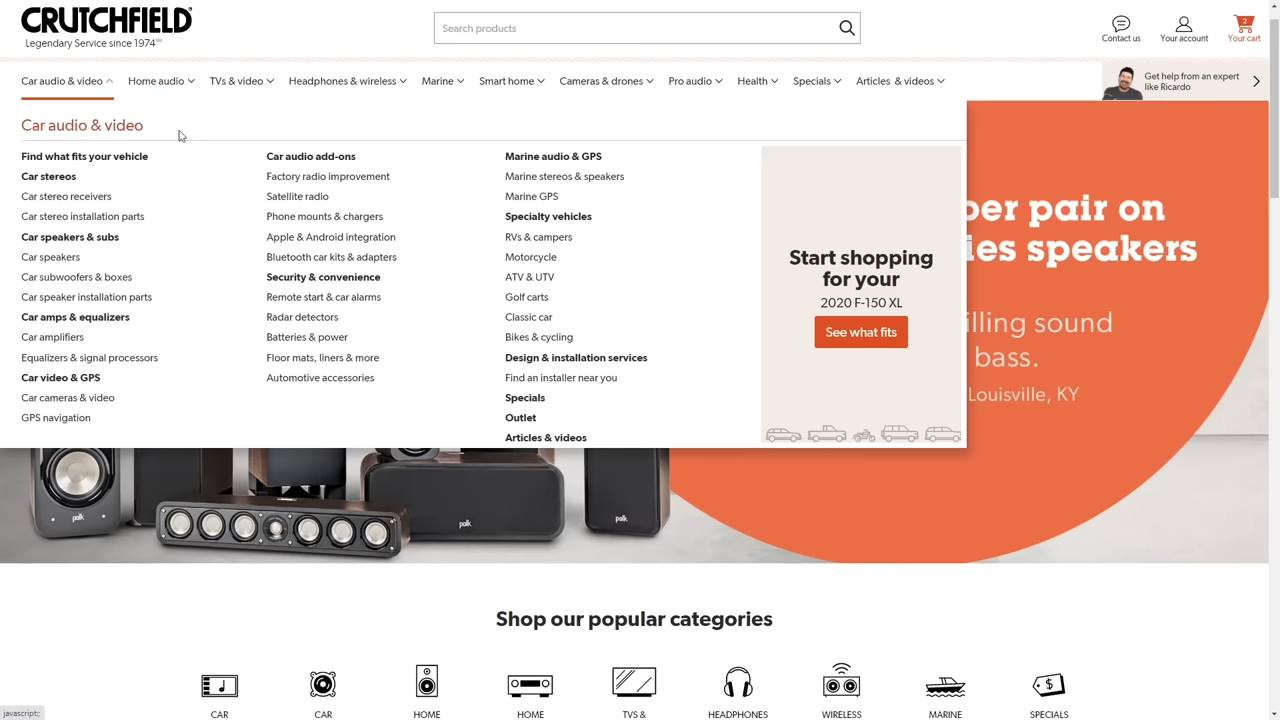 CRUTCHFIELD
Legendary Service since 1974℠
Search products
Contact us
Your account
2
Your cart
Car audio & video
Home audio
TVs & video
Headphones & wireless
Marine
Smart home
Cameras & drones
Pro audio
Health
Specials
Articles & videos
Get help from an expert
like Ricardo
Car audio & video
Find what fits your vehicle
Car stereos
Car stereo receivers
Car stereo installation parts
Car speakers & subs
Car speakers
Car subwoofers & boxes
Car speaker installation parts
Car amps & equalizers
Car amplifiers
Equalizers & signal processors
Car video & GPS
Car cameras & video
GPS navigation
Car audio add-ons
Factory radio improvement
Satellite radio
Phone mounts & chargers
Apple & Android integration
Bluetooth car kits & adapters
Security & convenience
Remote start & car alarms
Radar detectors
Batteries & power
Floor mats, liners & more
Automotive accessories
Marine audio & GPS
Marine stereos & speakers
Marine GPS
Specialty vehicles
RVs & campers
Motorcycle
ATV & UTV
Golf carts
Classic car
Bikes & cycling
Design & installation services
Find an installer near you
Specials
Outlet
Articles & videos
Start shopping
for your
2020 F-150 XL
See what fits
per pair on
ies speakers
illing sound
bass.
Louisville, KY
polk
polk
polk
Shop our popular categories
CAR
CAR
HOME
HOME
TVS &
HEADPHONES
WIRELESS
MARINE
SPECIALS
javascript:;